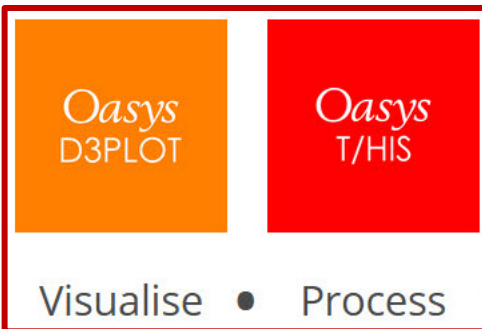 Oasys
D3PLOT
Oasys
T/HIS
Visualise • Process